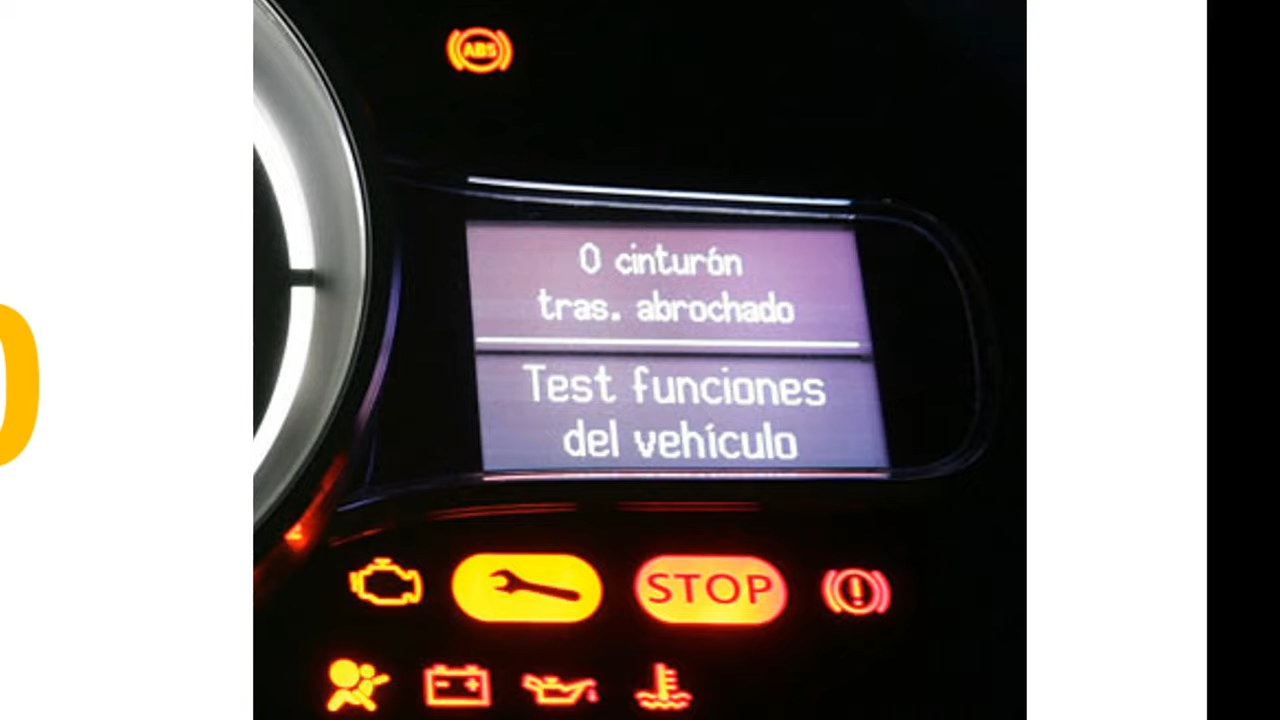 ABS
0 cinturón
tras. abrochado
Test funciones
del vehículo
STOP